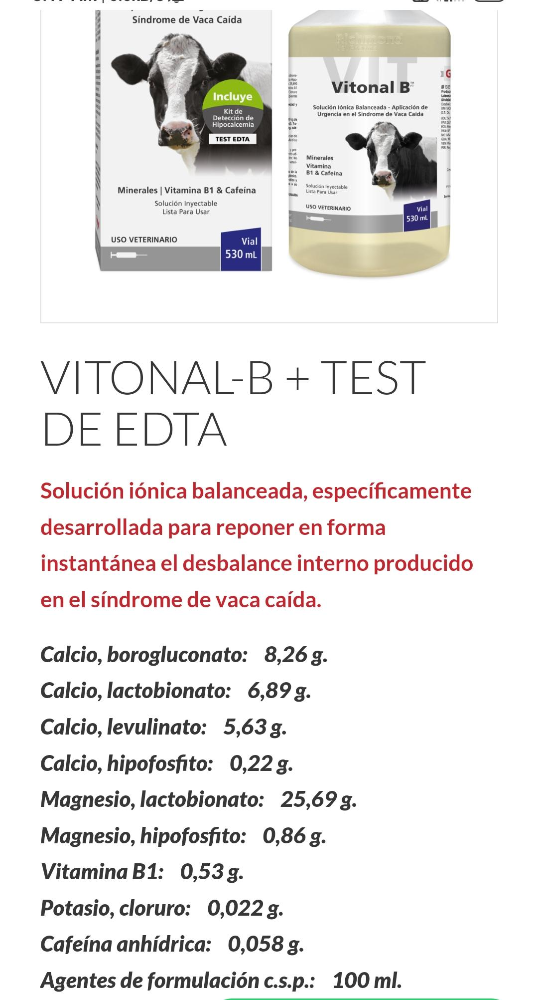 Síndrome de Vaca Caída
Incluye
Kit de
Detección de
Hipocalcemia
TEST EDTA
Minerales | Vitamina B1 & Cafeína
Solución Inyectable
Lista Para Usar
USO VETERINARIO
Vial
530 mL
Richmond
VIT
Vitonal B
Solución Iónica Balanceada - Aplicación de
Urgencia en el Síndrome de Vaca Caída
Minerales
Vitamina
B1 & Cafeína
Solución Inyectable
Lista Para Usar
USO VETERINARIO
Vial
530 mL
VITONAL-B + TEST
DE EDTA
Solución iónica balanceada, específicamente
desarrollada para reponer en forma
instantánea el desbalance interno producido
en el síndrome de vaca caída.
Calcio, borogluconato: 8,26 g.
Calcio, lactobionato: 6,89 g.
Calcio, levulinato: 5,63 g.
Calcio, hipofosfito: 0,22 g.
Magnesio, lactobionato: 25,69 g.
Magnesio, hipofosfito: 0,86 g.
Vitamina B1: 0,53 g.
Potasio, cloruro: 0,022 g.
Cafeína anhídrica: 0,058 g.
Agentes de formulación c.s.p.: 100 ml.